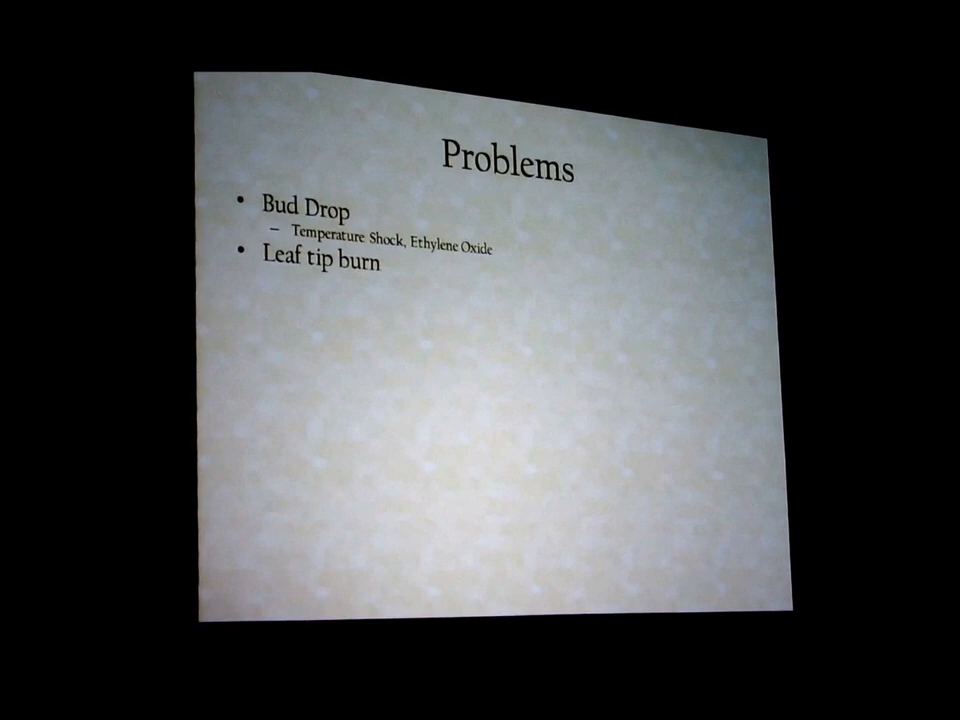 Problems
• Bud Drop
– Temperature Shock, Ethylene Oxide
• Leaf tip burn